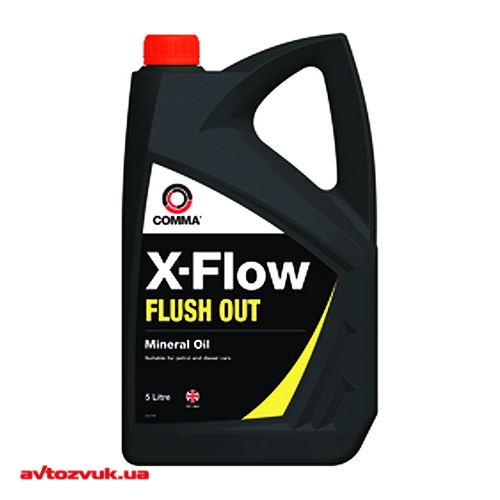 COMMA
X-Flow
FLUSH OUT
Mineral Oil
Suitable for petrol and diesel cars
5 Litre
avtozvuk.ua